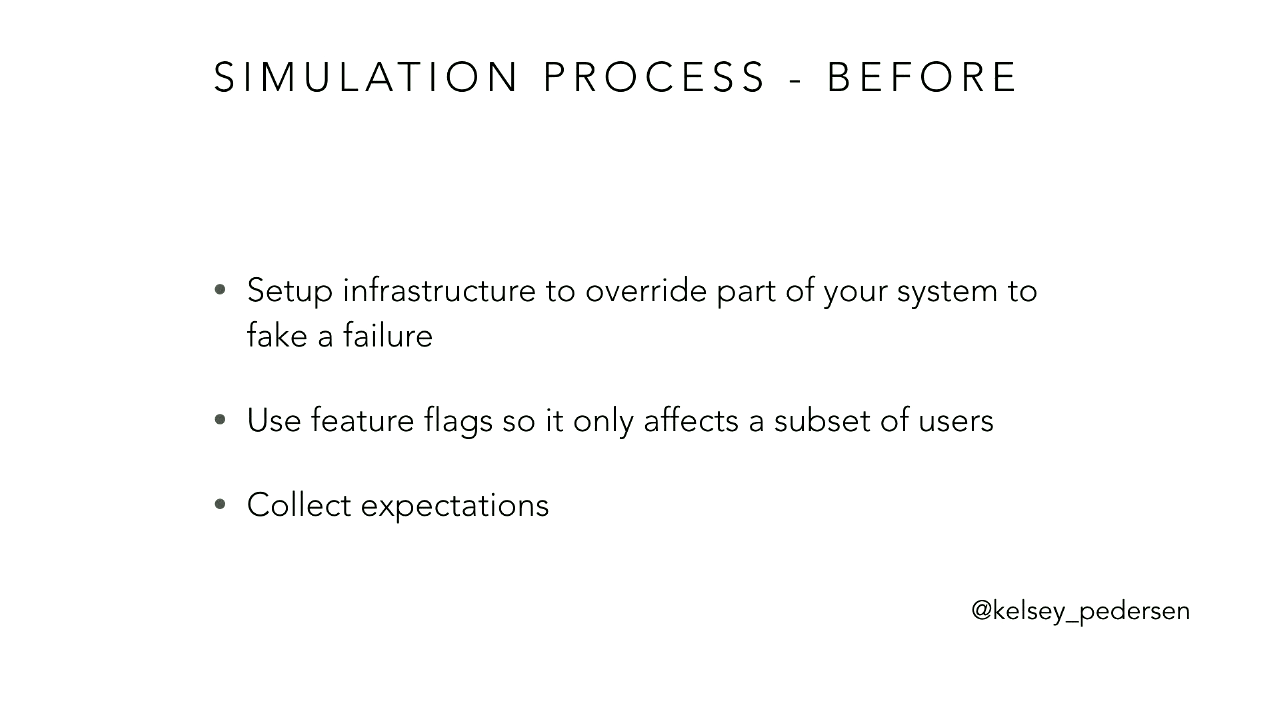 SIMULATION PROCESS - BEFORE
• Setup infrastructure to override part of your system to
fake a failure
• Use feature flags so it only affects a subset of users
• Collect expectations
@kelsey_pedersen